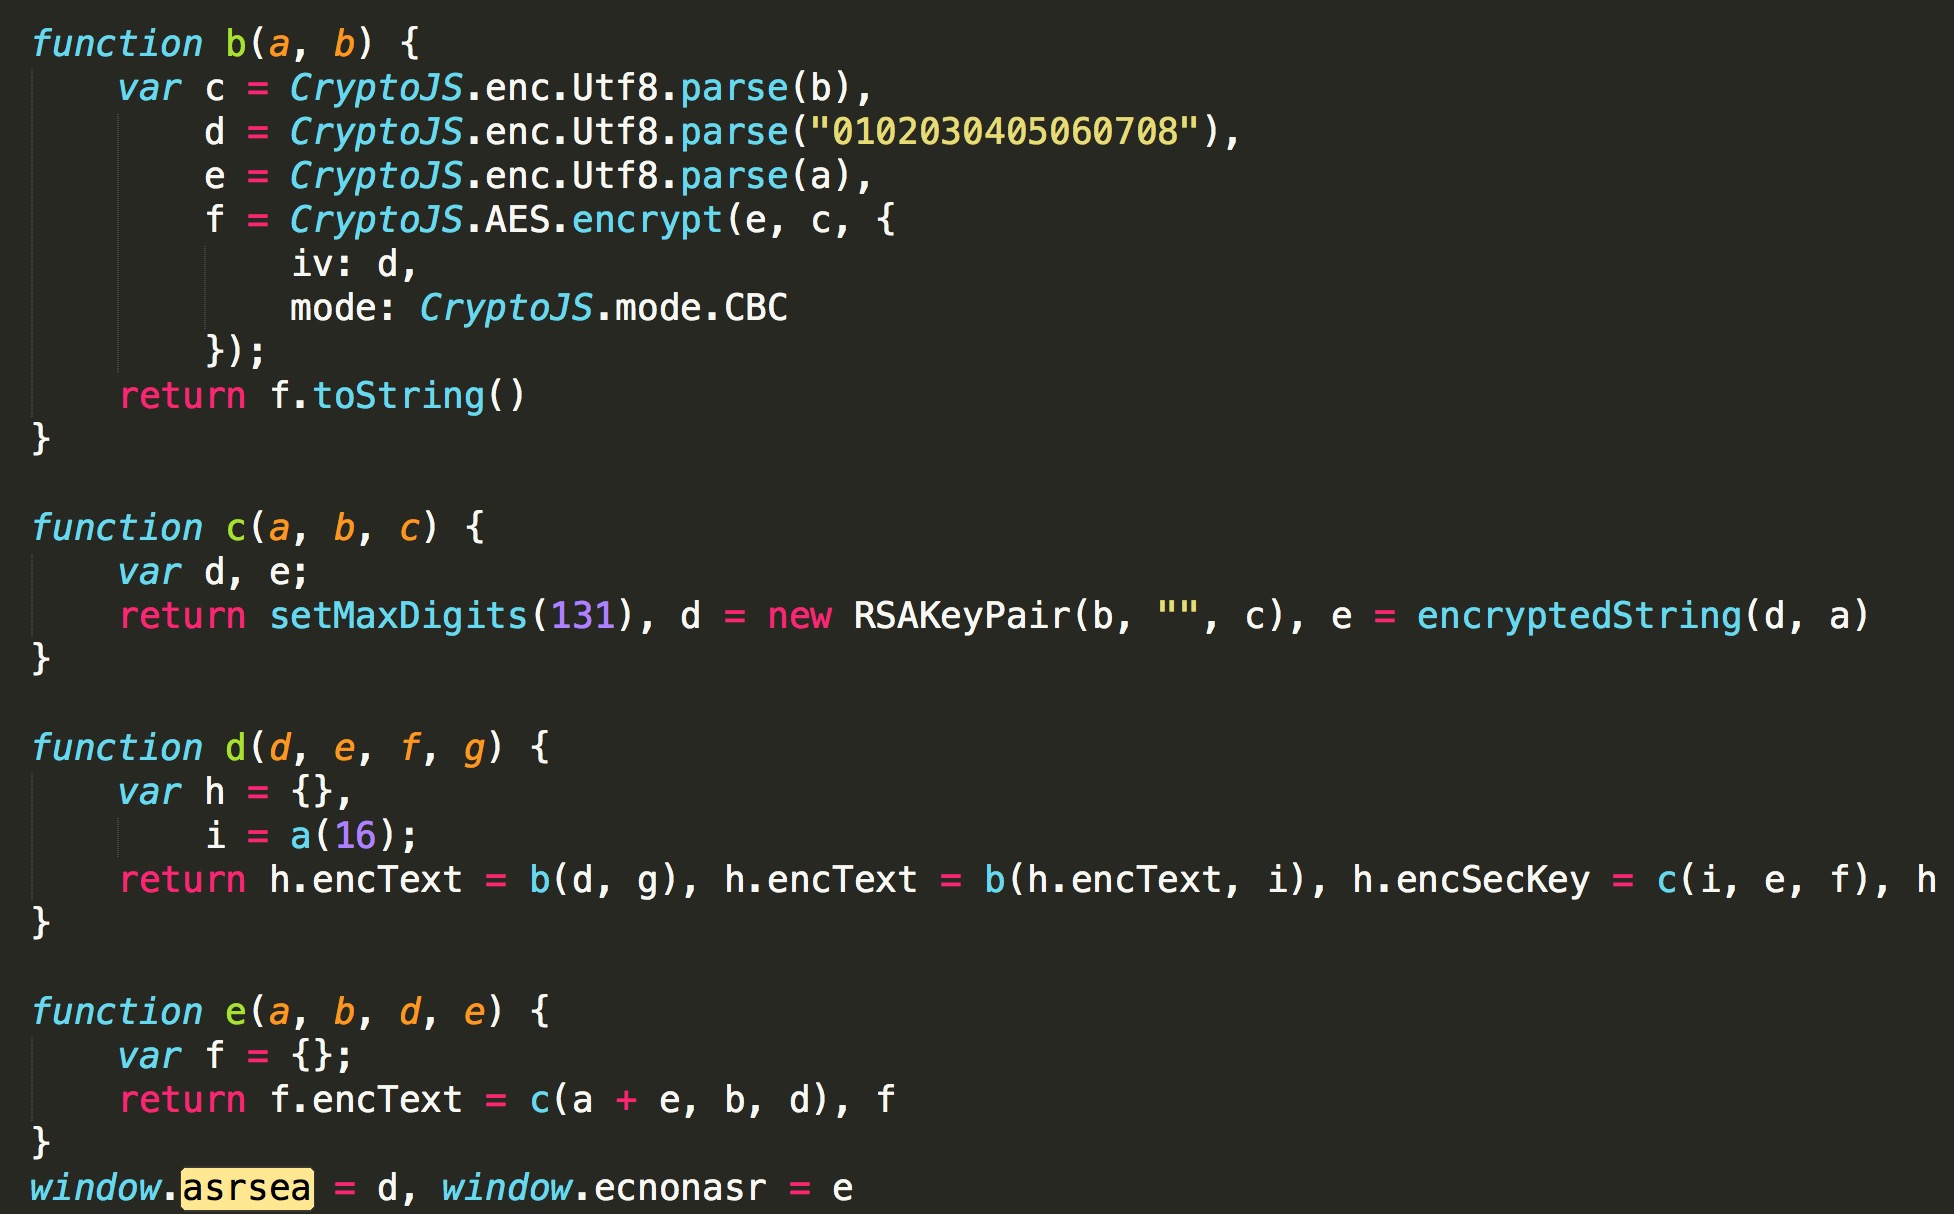 function b(a, b) {
    var c = CryptoJS.enc.Utf8.parse(b),
        d = CryptoJS.enc.Utf8.parse("0102030405060708"),
        e = CryptoJS.enc.Utf8.parse(a),
        f = CryptoJS.AES.encrypt(e, c, {
            iv: d,
            mode: CryptoJS.mode.CBC
        });
    return f.toString()
}
function c(a, b, c) {
    var d, e;
    return setMaxDigits(131), d = new RSAKeyPair(b, "", c), e = encryptedString(d, a)
}
function d(d, e, f, g) {
    var h = {},
        i = a(16);
    return h.encText = b(d, g), h.encText = b(h.encText, i), h.encSecKey = c(i, e, f), h
}
function e(a, b, d, e) {
    var f = {};
    return f.encText = c(a + e, b, d), f
}
window.asrsea = d, window.ecnonasr = e